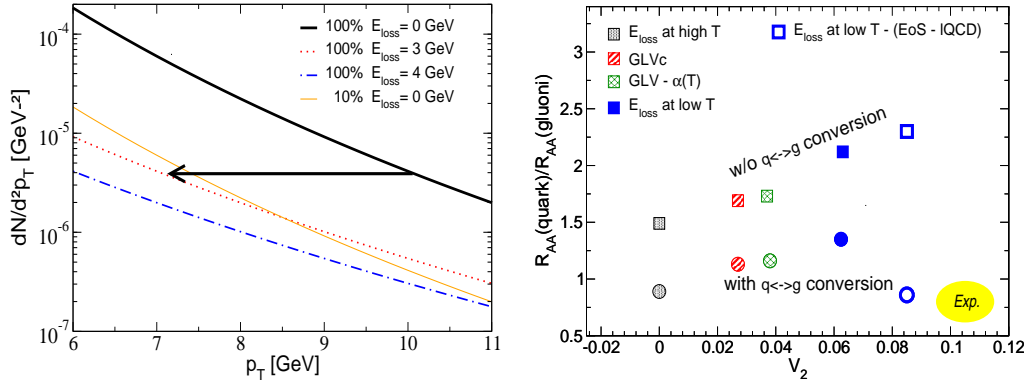 10^-4
10^-5
10^-6
10^-7
dN/d²p_T [GeV-²]
100% E_loss = 0 GeV
100% E_loss = 3 GeV
100% E_loss = 4 GeV
10% E_loss = 0 GeV
6 7 8 9 10 11
p_T [GeV]
3
2.5
2
1.5
1
0.5
R_AA(quark)/R_AA(gluoni)
E_loss at high T
GLVc
GLV - α(T)
E_loss at low T
E_loss at low T - (EoS - lQCD)
w/o q<->g conversion
with q<->g conversion
Exp.
-0.02 0 0.02 0.04 0.06 0.08 0.1 0.12
V_2